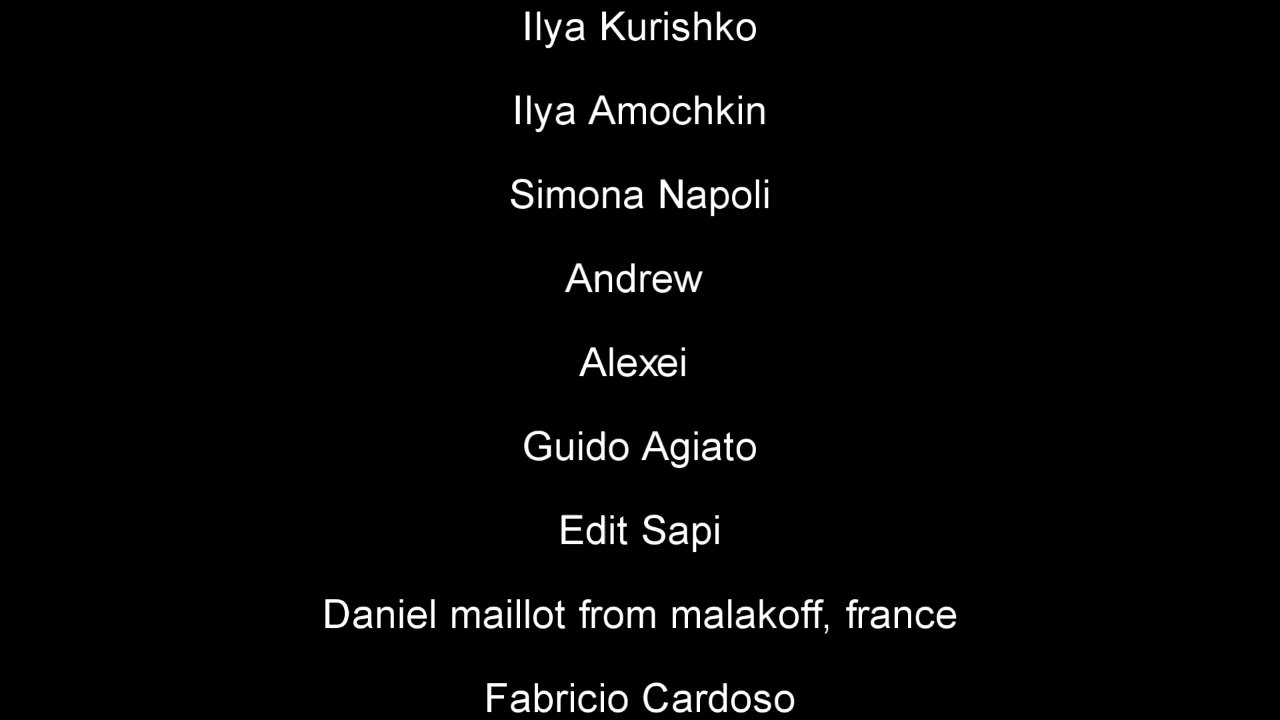 Ilya Kurishko
Ilya Amochkin
Simona Napoli
Andrew
Alexei
Guido Agiato
Edit Sapi
Daniel maillot from malakoff, france
Fabricio Cardoso